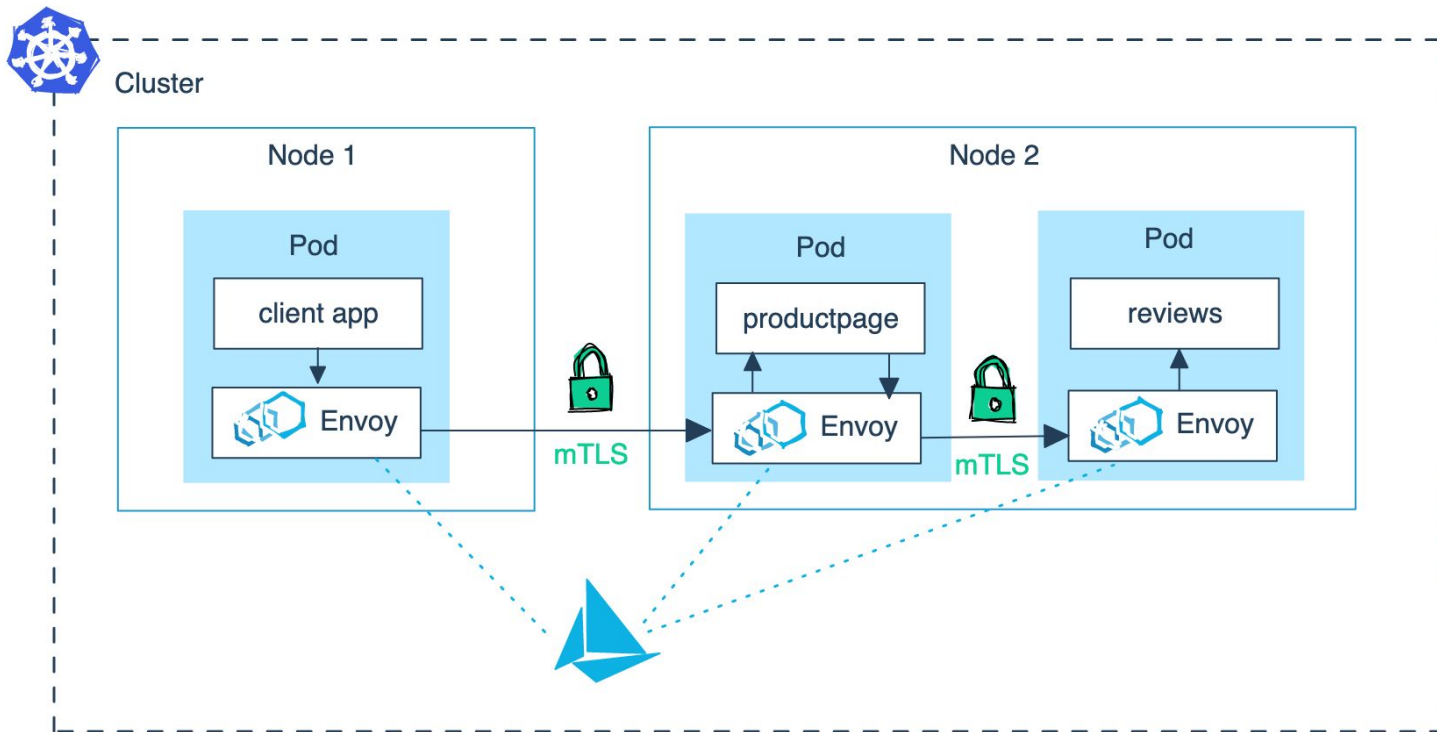 Cluster
Node 1
Node 2
Pod
Pod
Pod
client app
productpage
reviews
Envoy
Envoy
Envoy
mTLS
mTLS